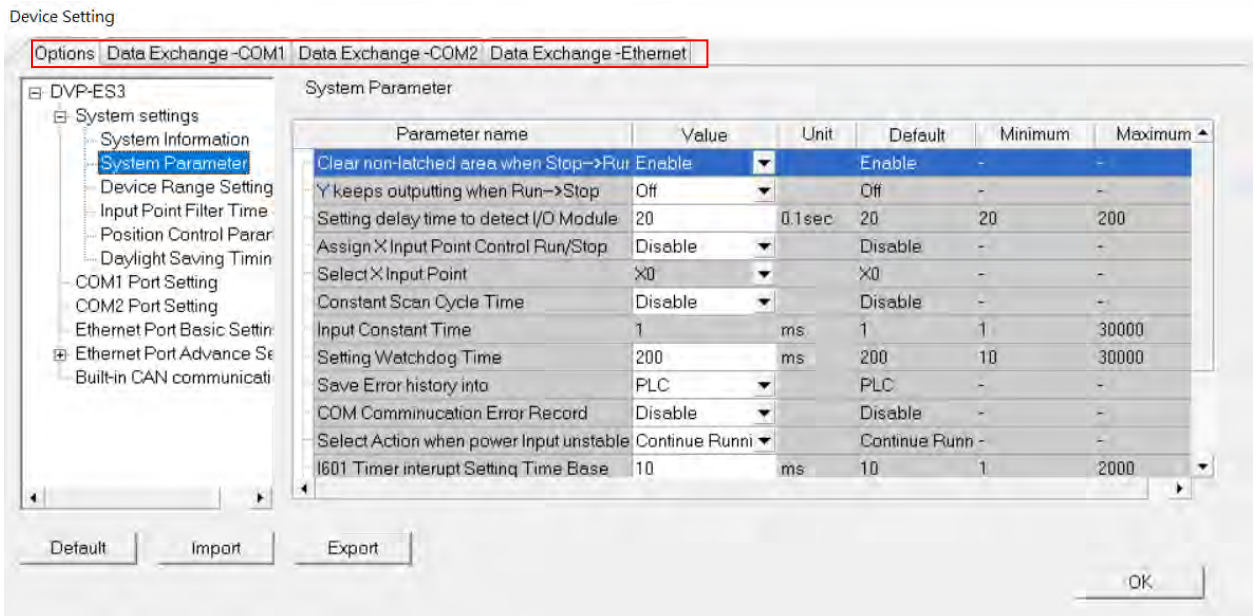 Device Setting
Options Data Exchange -COM1 Data Exchange -COM2 Data Exchange -Ethernet
DVP-ES3
System settings
System Information
System Parameter
Device Range Setting
Input Point Filter Time
Position Control Parar
Daylight Saving Timin
COM1 Port Setting
COM2 Port Setting
Ethernet Port Basic Settin
Ethernet Port Advance Se
Built-in CAN communicati
System Parameter
Parameter name Value Unit Default Minimum Maximum
Clear non-latched area when Stop-->Rur Enable Enable - -
Y keeps outputting when Run-->Stop Off Off - -
Setting delay time to detect I/O Module 20 0.1sec 20 20 200
Assign X Input Point Control Run/Stop Disable Disable - -
Select X Input Point X0 X0 - -
Constant Scan Cycle Time Disable Disable - -
Input Constant Time 1 ms 1 1 30000
Setting Watchdog Time 200 ms 200 10 30000
Save Error history into PLC PLC - -
COM Comminucation Error Record Disable Disable - -
Select Action when power Input unstable Continue Runni Continue Runn - -
I601 Timer interupt Setting Time Base 10 ms 10 1 2000
Default Import Export
OK